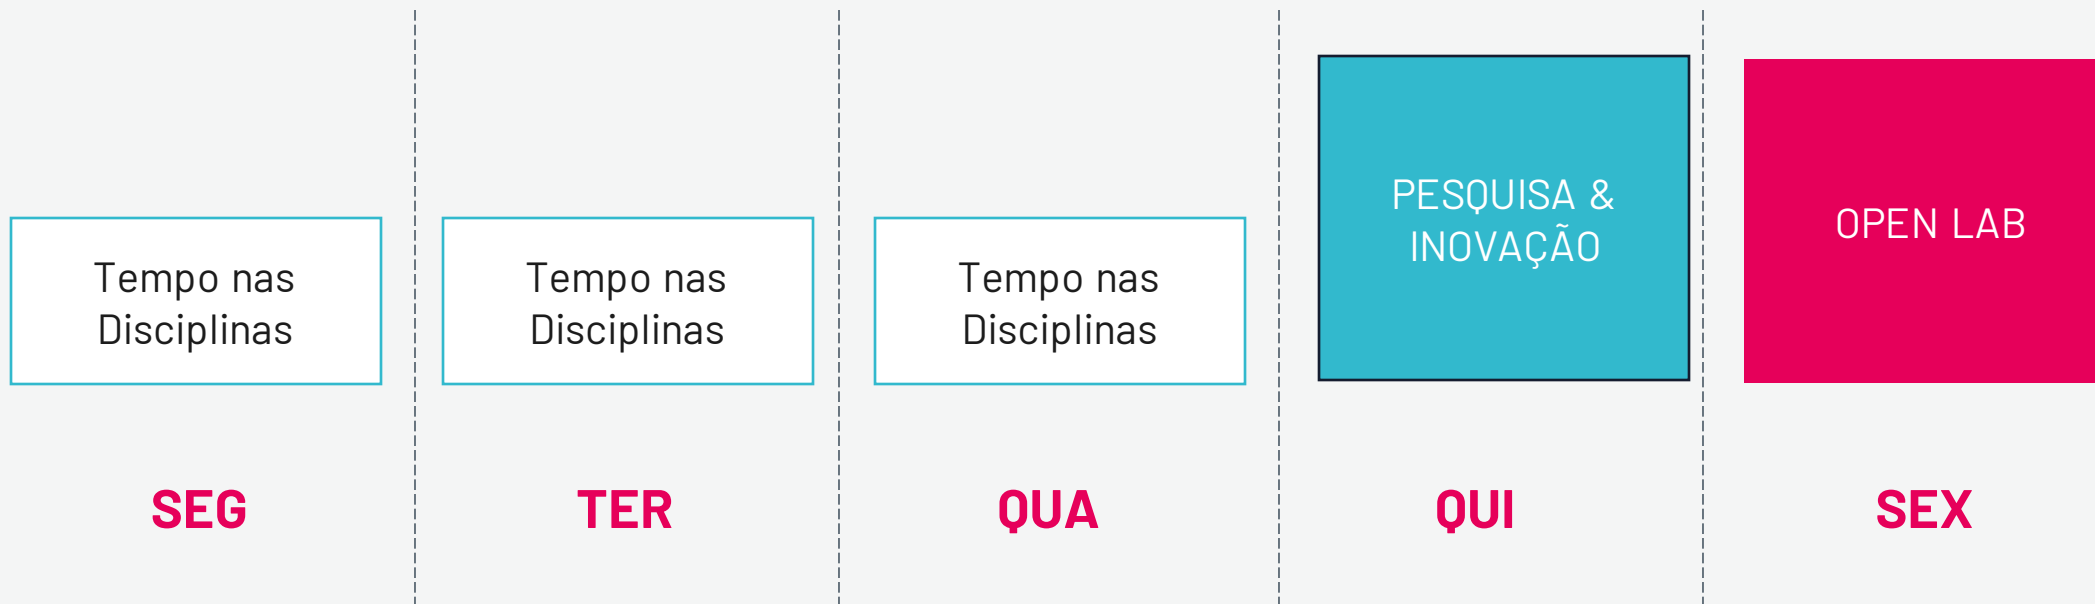 Tempo nas
Disciplinas
Tempo nas
Disciplinas
Tempo nas
Disciplinas
PESQUISA &
INOVAÇÃO
OPEN LAB
SEG
TER
QUA
QUI
SEX